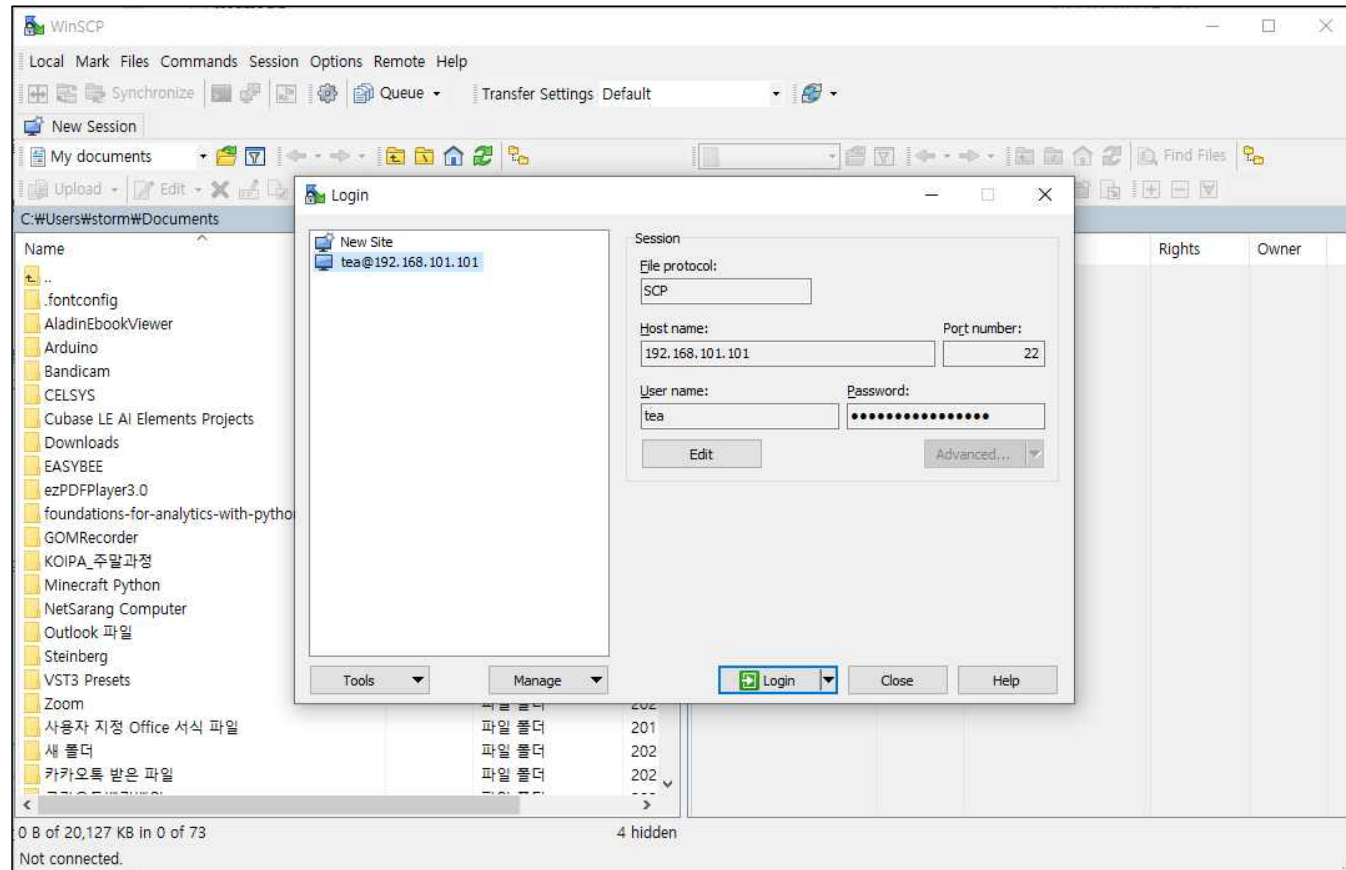 WinSCP
Local Mark Files Commands Session Options Remote Help
Synchronize Queue Transfer Settings Default
New Session
My documents Find Files
Upload Edit
C:₩Users₩storm₩Documents
Name
..
.fontconfig
AladinEbookViewer
Arduino
Bandicam
CELSYS
Cubase LE AI Elements Projects
Downloads
EASYBEE
ezPDFPlayer3.0
foundations-for-analytics-with-pytho
GOMRecorder
KOIPA_주말과정
Minecraft Python
NetSarang Computer
Outlook 파일
Steinberg
VST3 Presets
Zoom
사용자 지정 Office 서식 파일 파일 폴더 201
새 폴더 파일 폴더 202
카카오톡 받은 파일 파일 폴더 202
Login
New Site
tea@192.168.101.101
Session
File protocol:
SCP
Host name: Port number:
192.168.101.101 22
User name: Password:
tea ●●●●●●●●●●●●●●●●
Edit Advanced...
Tools Manage Login Close Help
Rights Owner
0 B of 20,127 KB in 0 of 73 4 hidden
Not connected.